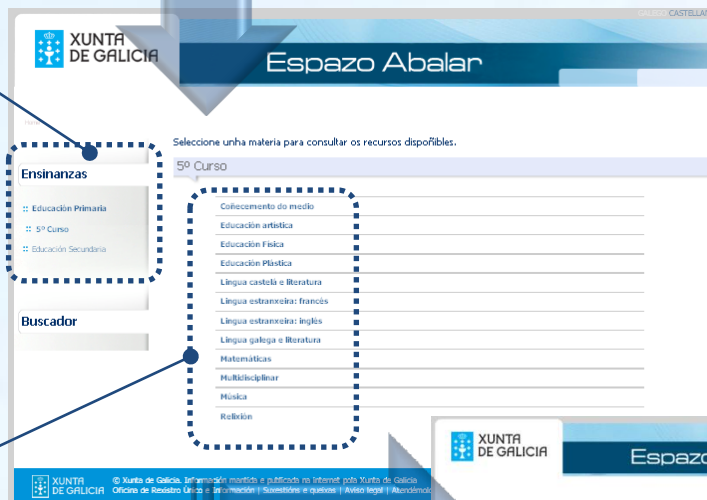 GALEGO CASTELLAN
XUNTA
DE GALICIA
Espazo Abalar
Seleccione unha materia para consultar os recursos dispoñibles.
5º Curso
Ensinanzas
Educación Primaria
5º Curso
Educación Secundaria
Buscador
Coñecemento do medio
Educación artística
Educación Física
Educación Plástica
Lingua castelá e literatura
Lingua estranxeira: francés
Lingua estranxeira: inglés
Lingua galega e literatura
Matemáticas
Multidisciplinar
Música
Relixión
XUNTA
DE GALICIA
Espazo
XUNTA
DE GALICIA
© Xunta de Galicia. Información mantida e publicada na Internet pola Xunta de Galicia
Oficina de Rexistro Único e Información | Suxestións e queixas | Aviso legal | Atendémolo